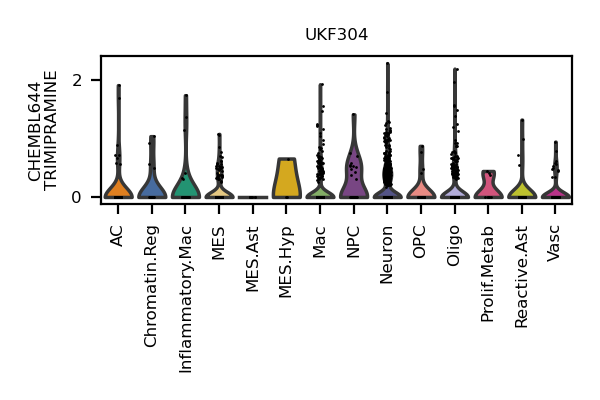 UKF304
CHEMBL644
TRIMIPRAMINE
2
0
AC
Chromatin.Reg
Inflammatory.Mac
MES
MES.Ast
MES.Hyp
Mac
NPC
Neuron
OPC
Oligo
Prolif.Metab
Reactive.Ast
Vasc